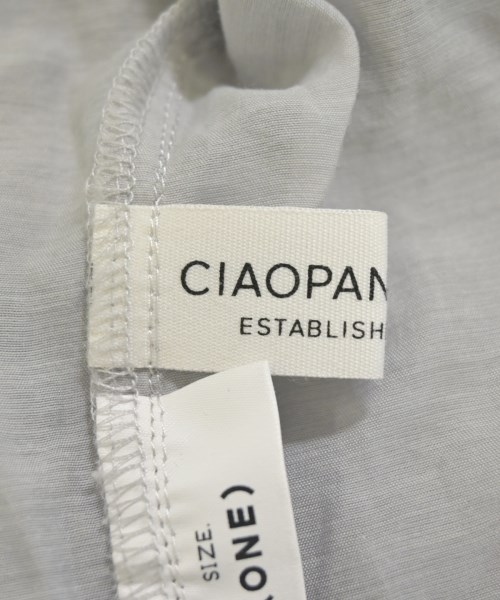 CIAOPAN
ESTABLISH
SIZE.
(ONE)